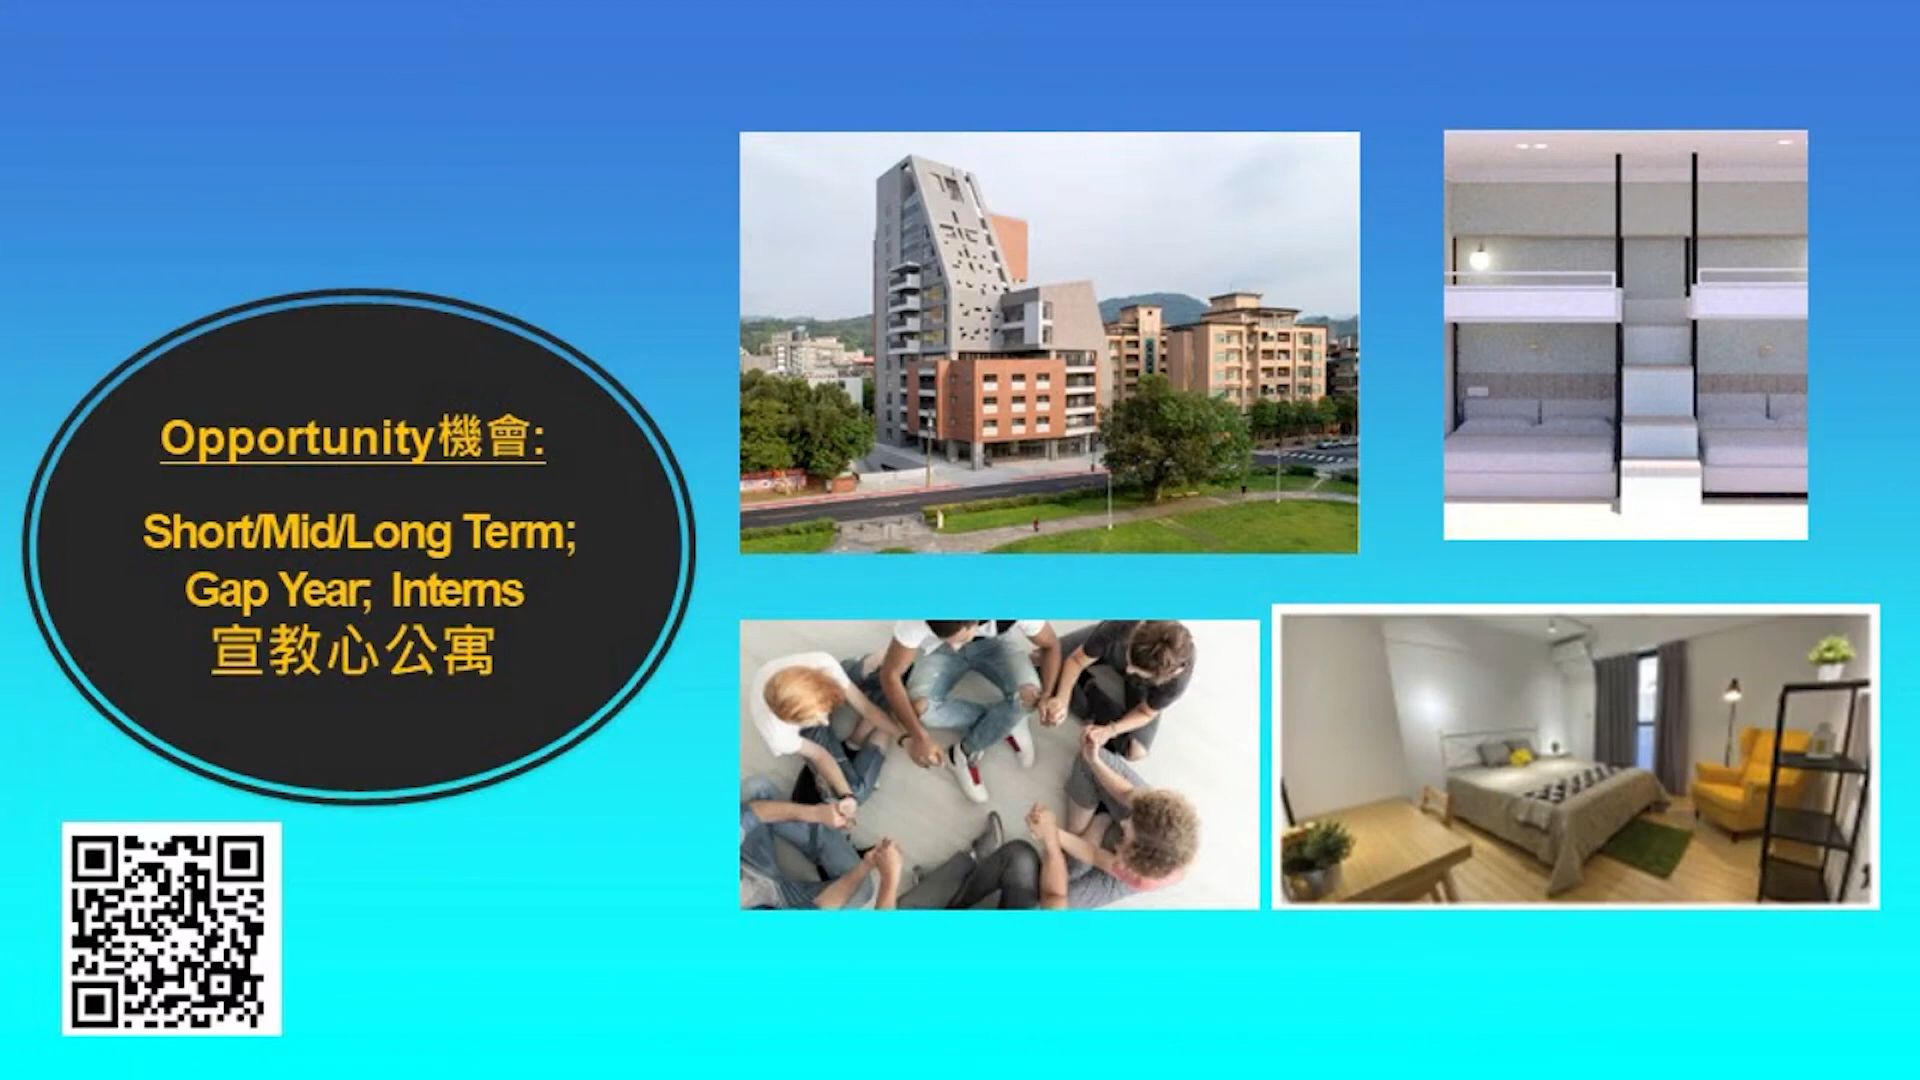 Opportunity機會:
Short/Mid/Long Term;
Gap Year; Interns
宣教心公寓